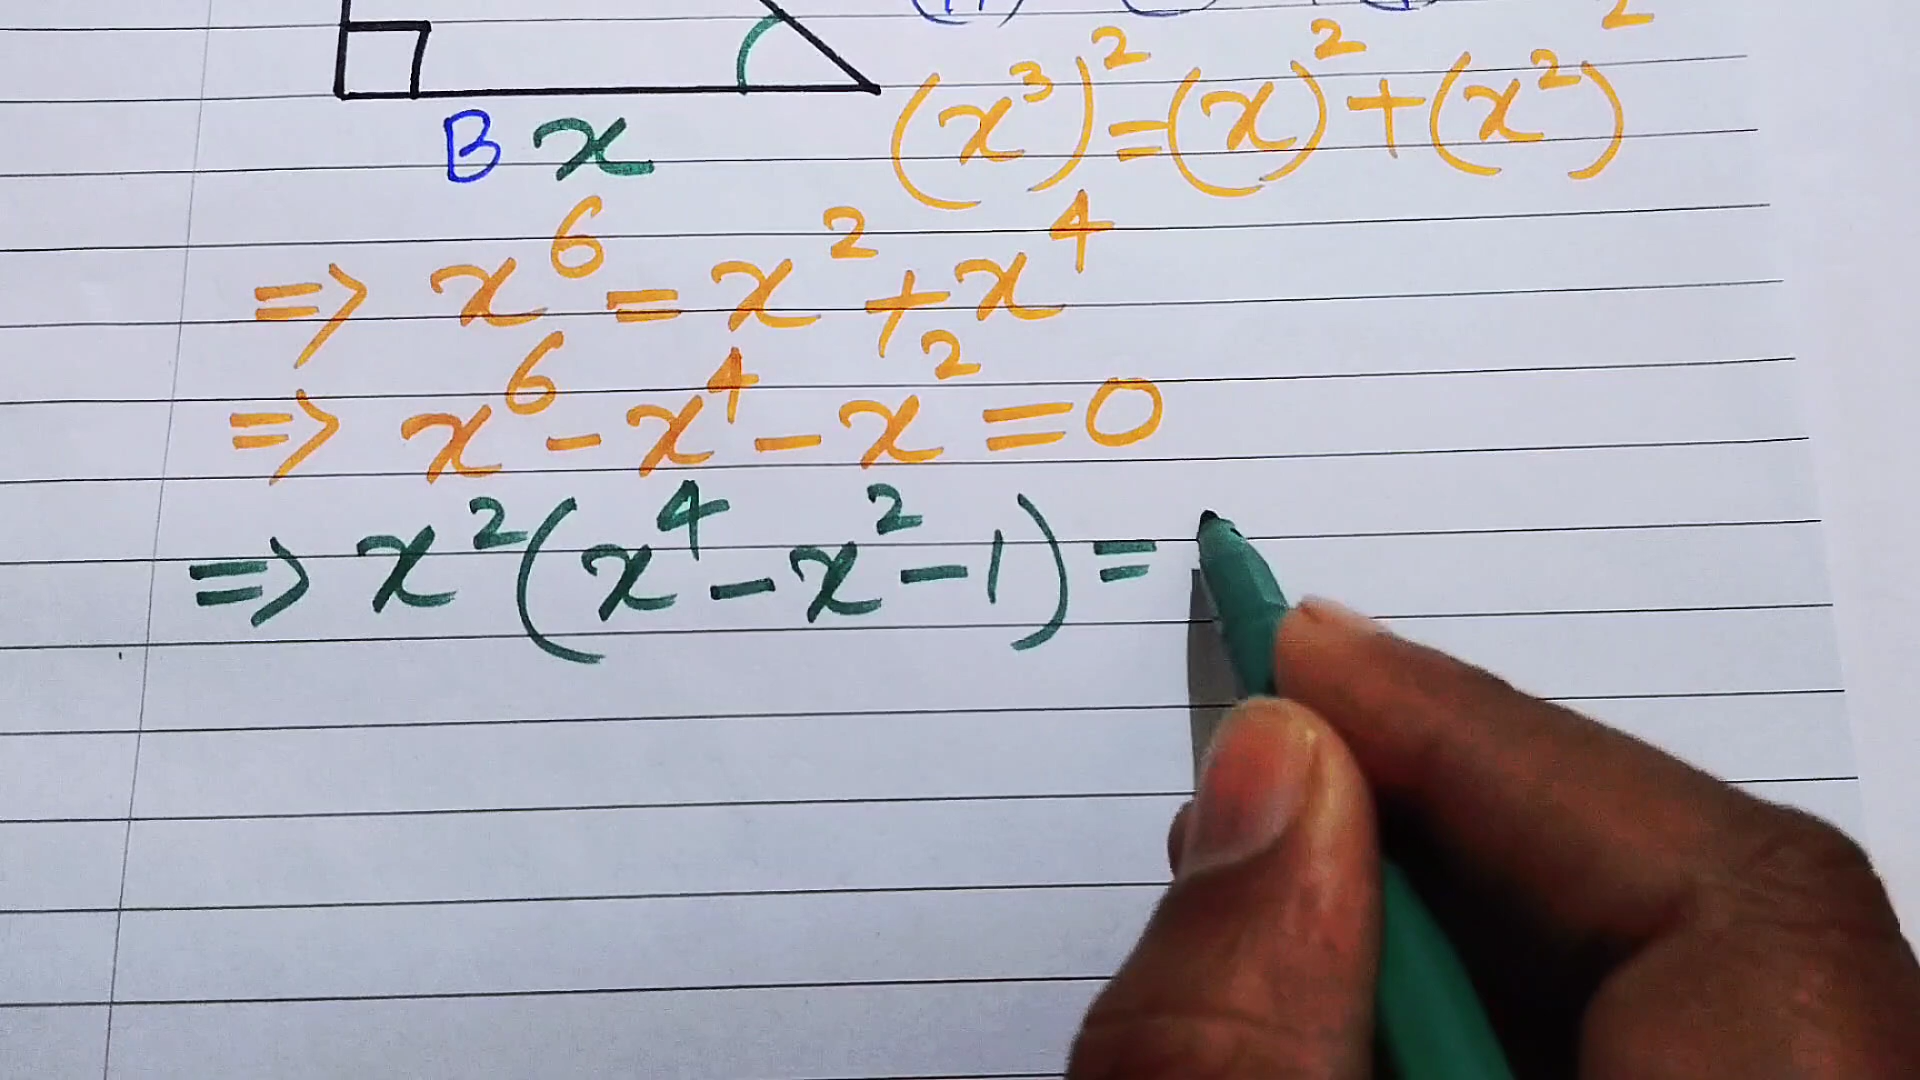 (x³)² = (x)² + (x²)²
B x
=> x⁶ = x² + x⁴
=> x⁶ - x⁴ - x² = 0
=> x²(x⁴ - x² - 1) =